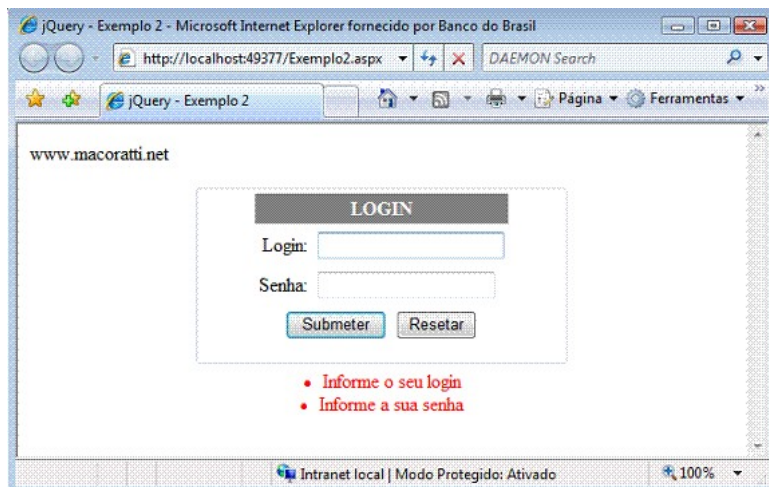 jQuery - Exemplo 2 - Microsoft Internet Explorer fornecido por Banco do Brasil
http://localhost:49377/Exemplo2.aspx
DAEMON Search
jQuery - Exemplo 2
Página
Ferramentas
www.macoratti.net
LOGIN
Login:
Senha:
Submeter Resetar
• Informe o seu login
• Informe a sua senha
Intranet local | Modo Protegido: Ativado
100%